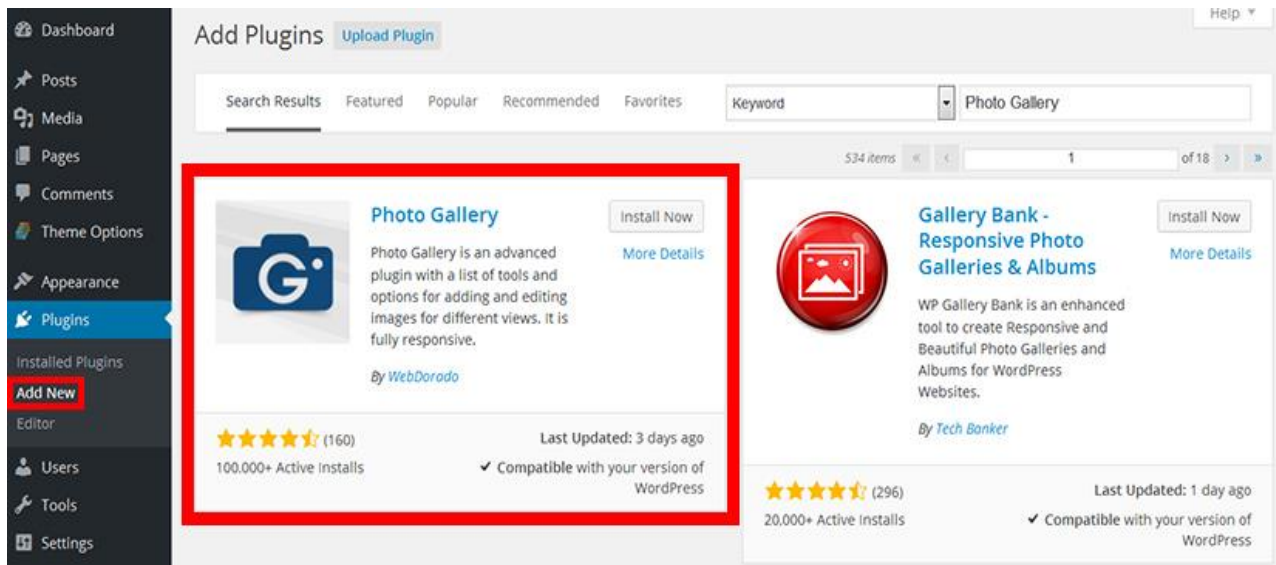 Help
Dashboard
Posts
Media
Pages
Comments
Theme Options
Appearance
Plugins
Installed Plugins
Add New
Editor
Users
Tools
Settings
Add Plugins Upload Plugin
Search Results Featured Popular Recommended Favorites Keyword Photo Gallery
534 items « ‹ 1 of 18 › »
G
Photo Gallery
Install Now
More Details
Photo Gallery is an advanced
plugin with a list of tools and
options for adding and editing
images for different views. It is
fully responsive.
By WebDorado
(160)
100.000+ Active Installs
Last Updated: 3 days ago
✔ Compatible with your version of
WordPress
Gallery Bank -
Responsive Photo
Galleries & Albums
Install Now
More Details
WP Gallery Bank is an enhanced
tool to create Responsive and
Beautiful Photo Galleries and
Albums for WordPress
Websites.
By Tech Banker
(296)
20.000+ Active Installs
Last Updated: 1 day ago
✔ Compatible with your version of
WordPress